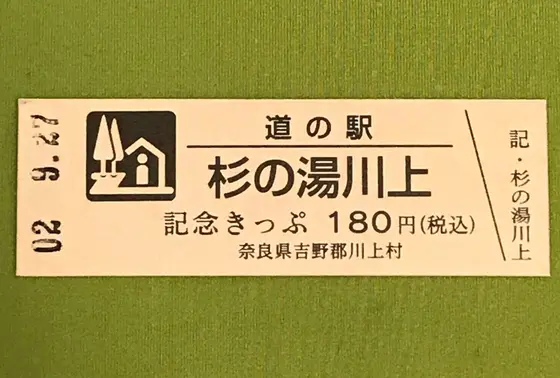 02 9.27
道の駅
杉の湯川上
記念きっぷ 180円(税込)
奈良県吉野郡川上村
記・杉の湯川上